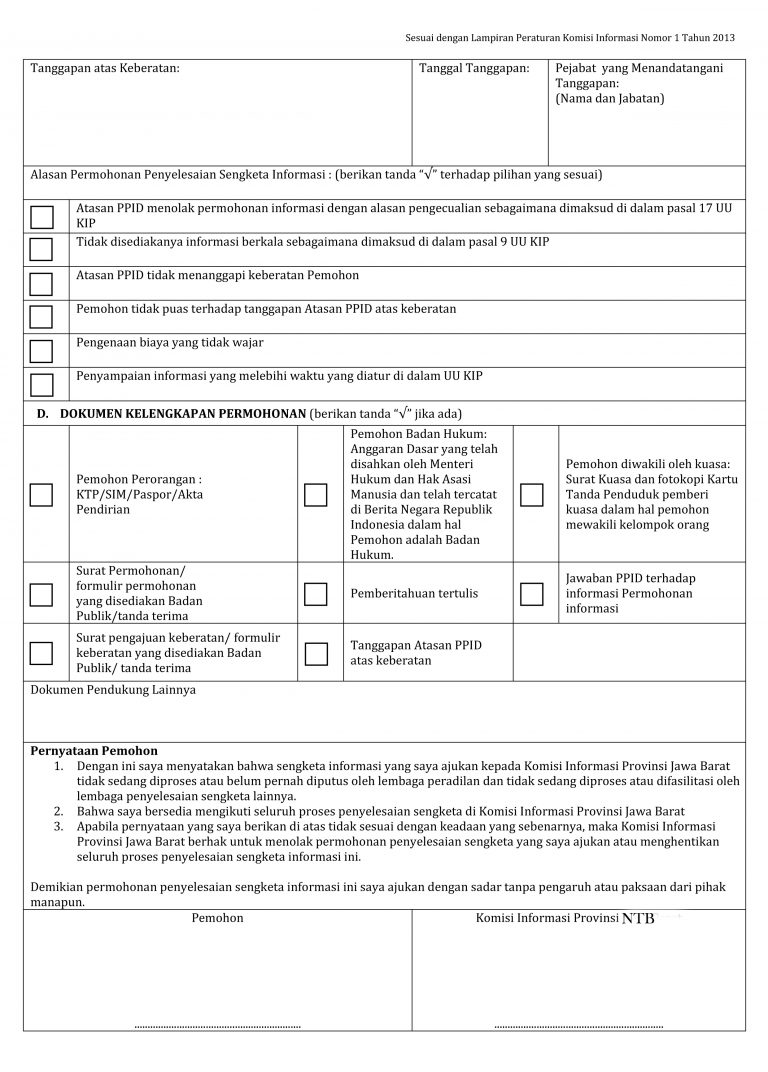 Sesuai dengan Lampiran Peraturan Komisi Informasi Nomor 1 Tahun 2013
Tanggapan atas Keberatan:
Tanggal Tanggapan:
Pejabat yang Menandatangani
Tanggapan:
(Nama dan Jabatan)
Alasan Permohonan Penyelesaian Sengketa Informasi : (berikan tanda “√” terhadap pilihan yang sesuai)
Atasan PPID menolak permohonan informasi dengan alasan pengecualian sebagaimana dimaksud di dalam pasal 17 UU
KIP
Tidak disediakanya informasi berkala sebagaimana dimaksud di dalam pasal 9 UU KIP
Atasan PPID tidak menanggapi keberatan Pemohon
Pemohon tidak puas terhadap tanggapan Atasan PPID atas keberatan
Pengenaan biaya yang tidak wajar
Penyampaian informasi yang melebihi waktu yang diatur di dalam UU KIP
D. DOKUMEN KELENGKAPAN PERMOHONAN (berikan tanda “√” jika ada)
Pemohon Perorangan :
KTP/SIM/Paspor/Akta
Pendirian
Pemohon Badan Hukum:
Anggaran Dasar yang telah
disahkan oleh Menteri
Hukum dan Hak Asasi
Manusia dan telah tercatat
di Berita Negara Republik
Indonesia dalam hal
Pemohon adalah Badan
Hukum.
Pemohon diwakili oleh kuasa:
Surat Kuasa dan fotokopi Kartu
Tanda Penduduk pemberi
kuasa dalam hal pemohon
mewakili kelompok orang
Surat Permohonan/
formulir permohonan
yang disediakan Badan
Publik/tanda terima
Pemberitahuan tertulis
Jawaban PPID terhadap
informasi Permohonan
informasi
Surat pengajuan keberatan/ formulir
keberatan yang disediakan Badan
Publik/ tanda terima
Tanggapan Atasan PPID
atas keberatan
Dokumen Pendukung Lainnya
Pernyataan Pemohon
1. Dengan ini saya menyatakan bahwa sengketa informasi yang saya ajukan kepada Komisi Informasi Provinsi Jawa Barat
tidak sedang diproses atau belum pernah diputus oleh lembaga peradilan dan tidak sedang diproses atau difasilitasi oleh
lembaga penyelesaian sengketa lainnya.
2. Bahwa saya bersedia mengikuti seluruh proses penyelesaian sengketa di Komisi Informasi Provinsi Jawa Barat
3. Apabila pernyataan yang saya berikan di atas tidak sesuai dengan keadaan yang sebenarnya, maka Komisi Informasi
Provinsi Jawa Barat berhak untuk menolak permohonan penyelesaian sengketa yang saya ajukan atau menghentikan
seluruh proses penyelesaian sengketa informasi ini.
Demikian permohonan penyelesaian sengketa informasi ini saya ajukan dengan sadar tanpa pengaruh atau paksaan dari pihak
manapun.
Pemohon
Komisi Informasi Provinsi NTB
................................................................
................................................................